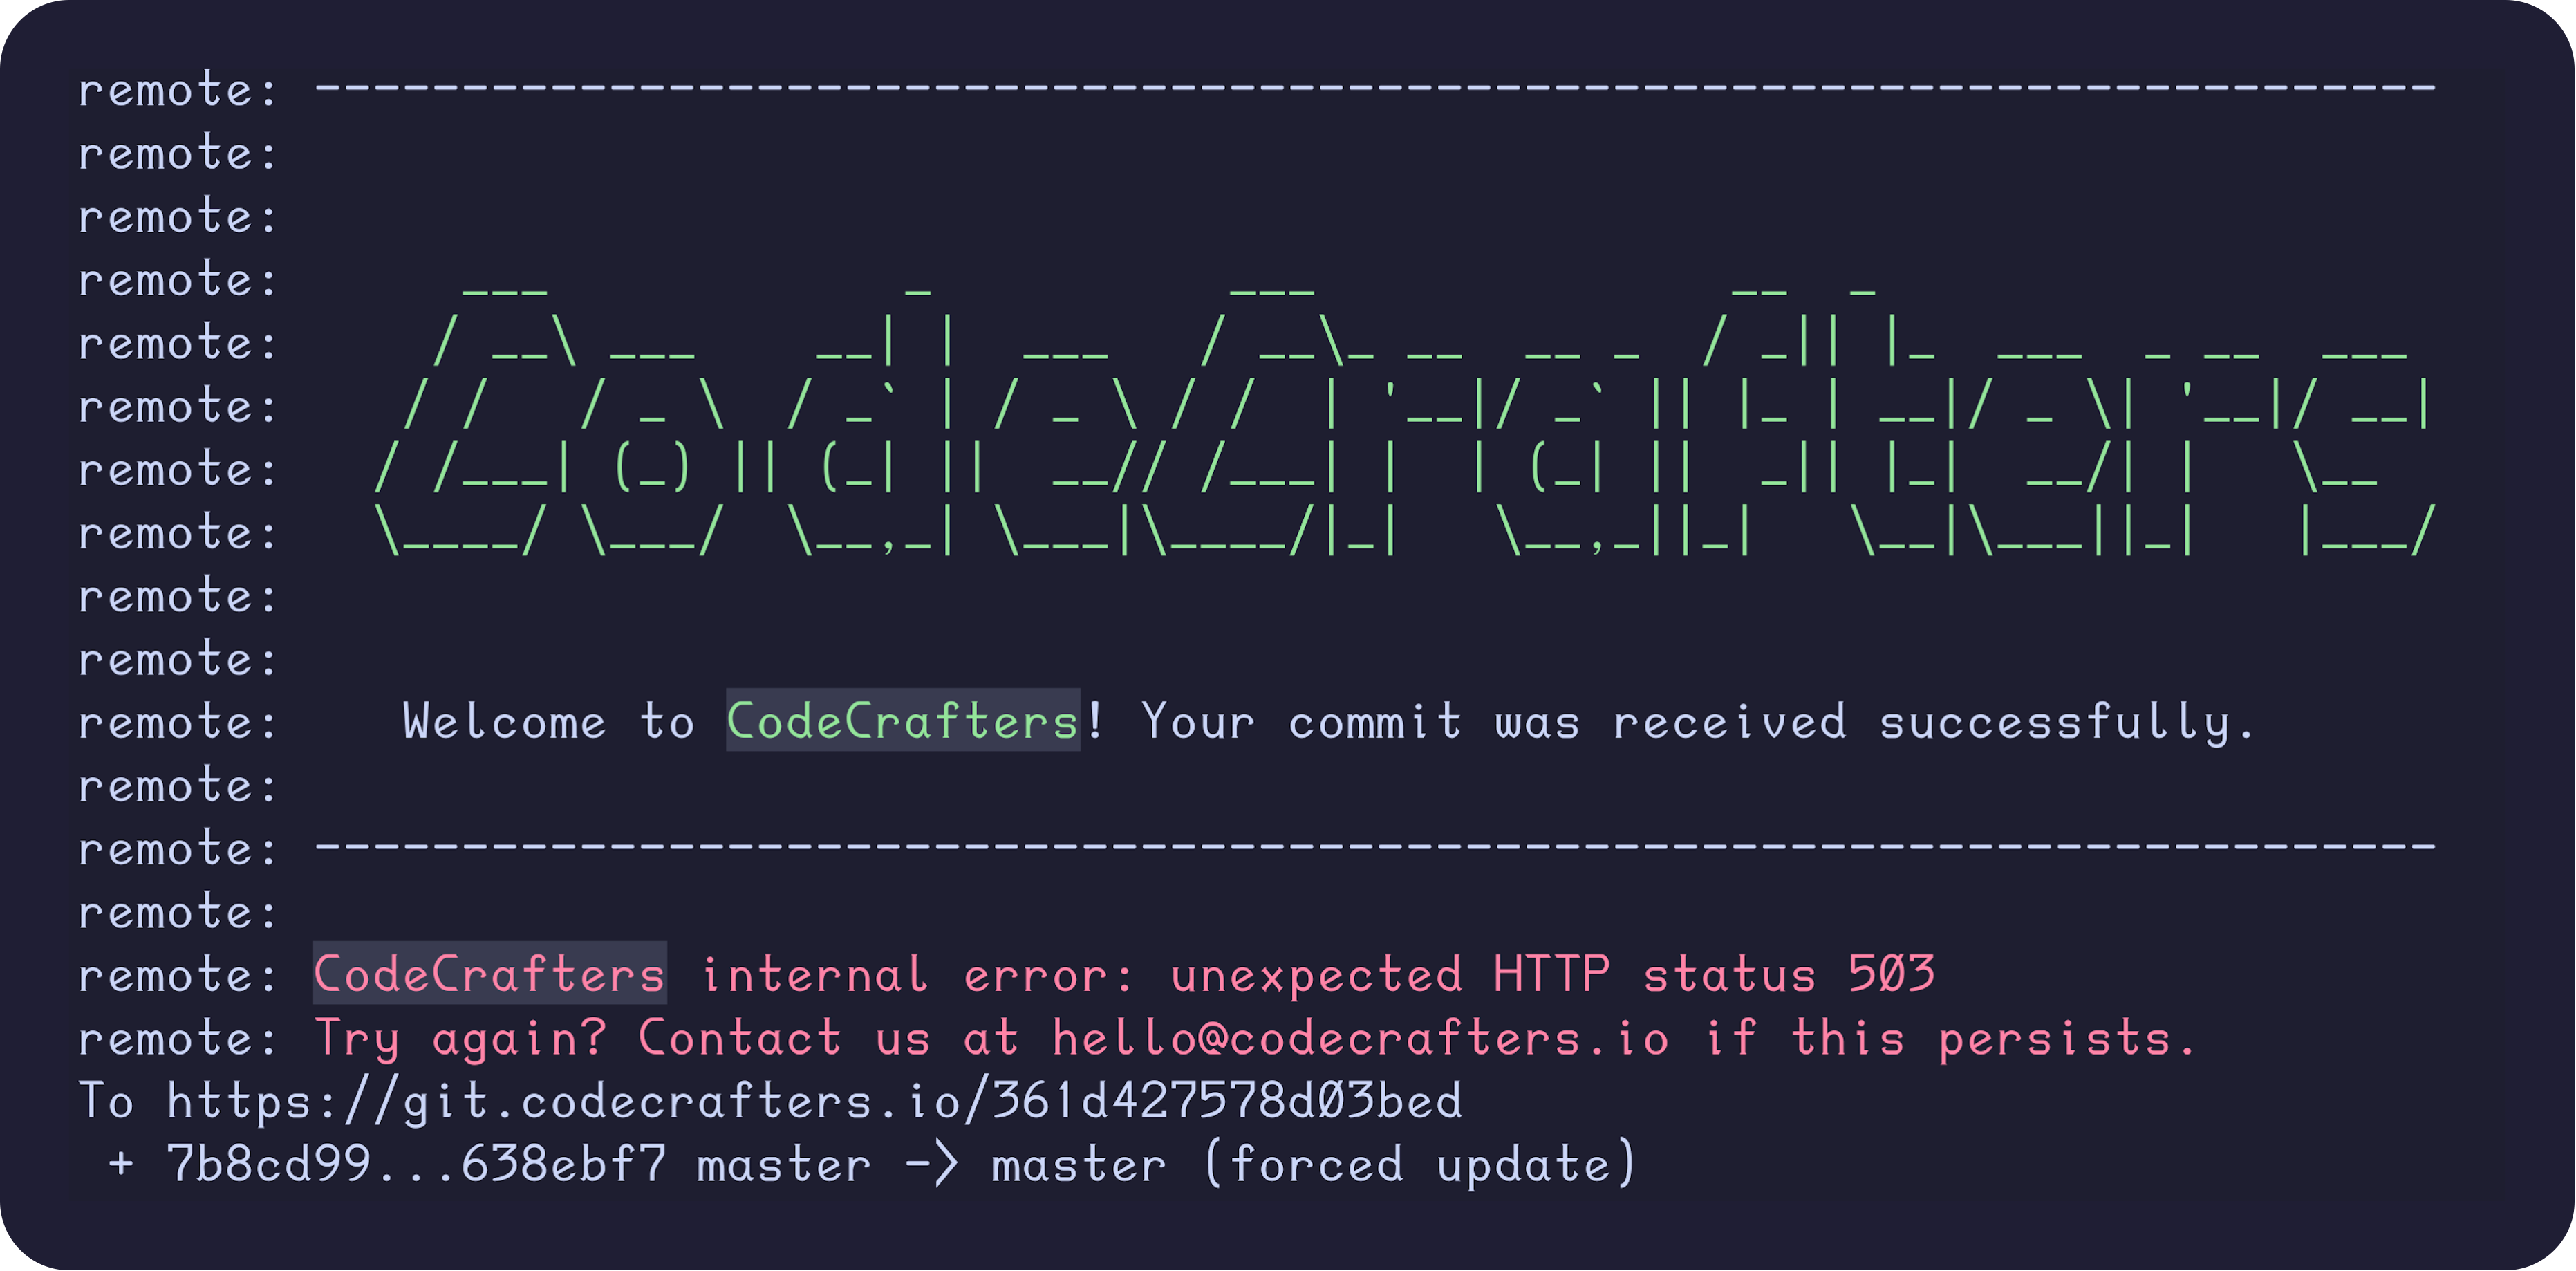 remote: ------------------------------------------------------------------------
remote:
remote:
remote:      ___            _          ___              __  _
remote:     / __\ ___    __| |  ___   / __\_ __  __ _  / _|| |_  ___  _ __  ___
remote:    / /   / _ \  / _` | / _ \ / /  | '__|/ _` || |_ | __|/ _ \| '__|/ __|
remote:   / /___| (_) || (_| ||  __// /___| |  | (_| ||  _|| |_|  __/| |   \__
remote:   \____/ \___/  \__,_| \___|\____/|_|   \__,_||_|   \__|\___||_|   |___/
remote:
remote:
remote:    Welcome to CodeCrafters! Your commit was received successfully.
remote:
remote: ------------------------------------------------------------------------
remote:
remote: CodeCrafters internal error: unexpected HTTP status 503
remote: Try again? Contact us at hello@codecrafters.io if this persists.
To https://git.codecrafters.io/361d427578d03bed
 + 7b8cd99...638ebf7 master -> master (forced update)